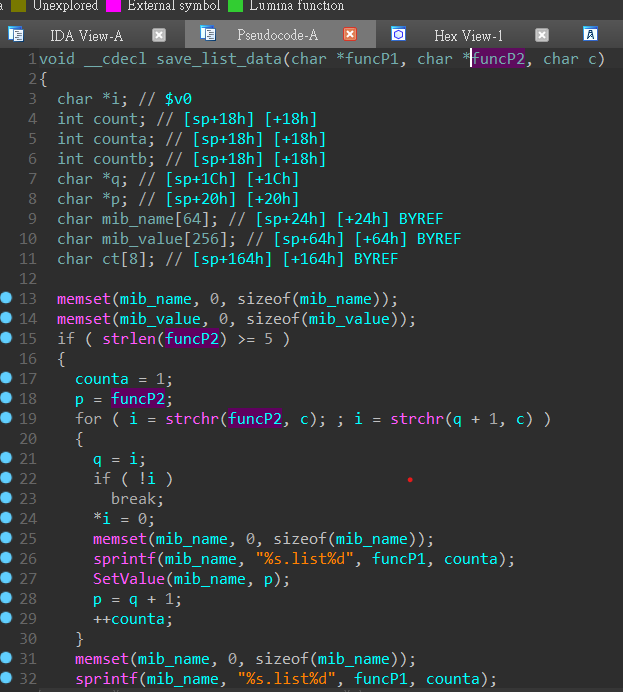 a Unexplored External symbol Lumina function
IDA View-A Pseudocode-A Hex View-1 A
1 void __cdecl save_list_data(char *funcP1, char *funcP2, char c)
2 {
3 char *i; // $v0
4 int count; // [sp+18h] [+18h]
5 int counta; // [sp+18h] [+18h]
6 int countb; // [sp+18h] [+18h]
7 char *q; // [sp+1Ch] [+1Ch]
8 char *p; // [sp+20h] [+20h]
9 char mib_name[64]; // [sp+24h] [+24h] BYREF
10 char mib_value[256]; // [sp+64h] [+64h] BYREF
11 char ct[8]; // [sp+164h] [+164h] BYREF
12
13 memset(mib_name, 0, sizeof(mib_name));
14 memset(mib_value, 0, sizeof(mib_value));
15 if ( strlen(funcP2) >= 5 )
16 {
17 counta = 1;
18 p = funcP2;
19 for ( i = strchr(funcP2, c); ; i = strchr(q + 1, c) )
20 {
21 q = i;
22 if ( !i )
23 break;
24 *i = 0;
25 memset(mib_name, 0, sizeof(mib_name));
26 sprintf(mib_name, "%s.list%d", funcP1, counta);
27 SetValue(mib_name, p);
28 p = q + 1;
29 ++counta;
30 }
31 memset(mib_name, 0, sizeof(mib_name));
32 sprintf(mib_name, "%s.list%d", funcP1, counta);